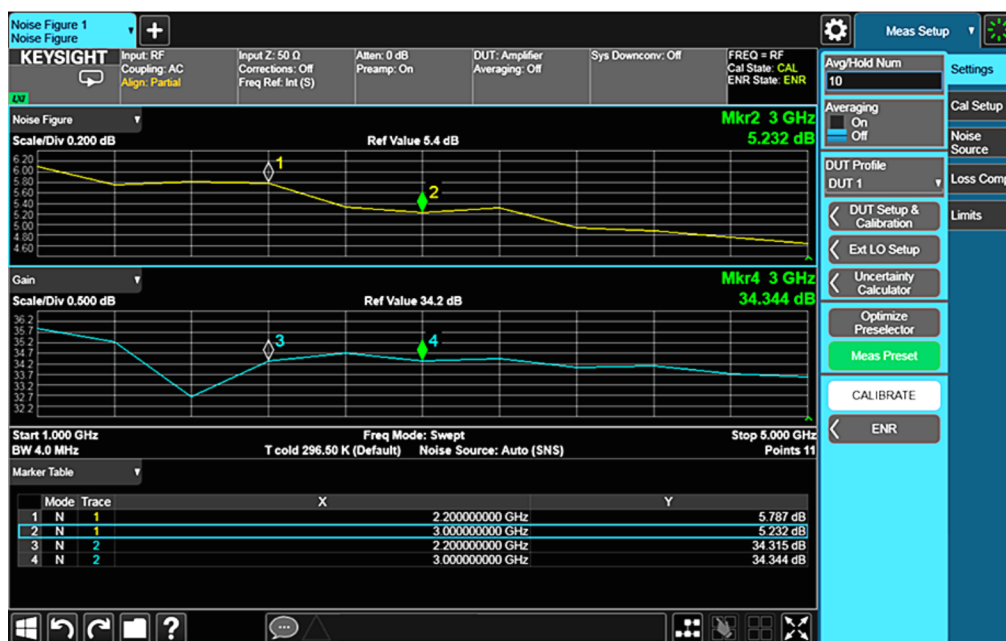 Noise Figure 1
Noise Figure
Meas Setup
KEYSIGHT
LXI
Input: RF
Coupling: AC
Align: Partial
Input Z: 50 Ω
Corrections: Off
Freq Ref: Int (S)
Atten: 0 dB
Preamp: On
DUT: Amplifier
Averaging: Off
Sys Downconv: Off
FREQ = RF
Cal State: CAL
ENR State: ENR
Noise Figure
Mkr2 3 GHz
Scale/Div 0.200 dB
Ref Value 5.4 dB
5.232 dB
6.20
6.00
5.80
5.60
5.40
5.20
5.00
4.80
4.60
1
2
Gain
Mkr4 3 GHz
Scale/Div 0.500 dB
Ref Value 34.2 dB
34.344 dB
36.2
35.7
35.2
34.7
34.2
33.7
33.2
32.7
32.2
3
4
Start 1.000 GHz
Freq Mode: Swept
Stop 5.000 GHz
BW 4.0 MHz
T cold 296.50 K (Default) Noise Source: Auto (SNS)
Points 11
Marker Table
Mode Trace X Y
1 N 1 2.200000000 GHz 5.787 dB
2 N 1 3.000000000 GHz 5.232 dB
3 N 2 2.200000000 GHz 34.315 dB
4 N 2 3.000000000 GHz 34.344 dB
?
Avg/Hold Num
10
Averaging
On
Off
DUT Profile
DUT 1
DUT Setup &
Calibration
Ext LO Setup
Uncertainty
Calculator
Optimize
Preselector
Meas Preset
CALIBRATE
ENR
Settings
Cal Setup
Noise
Source
Loss Comp
Limits